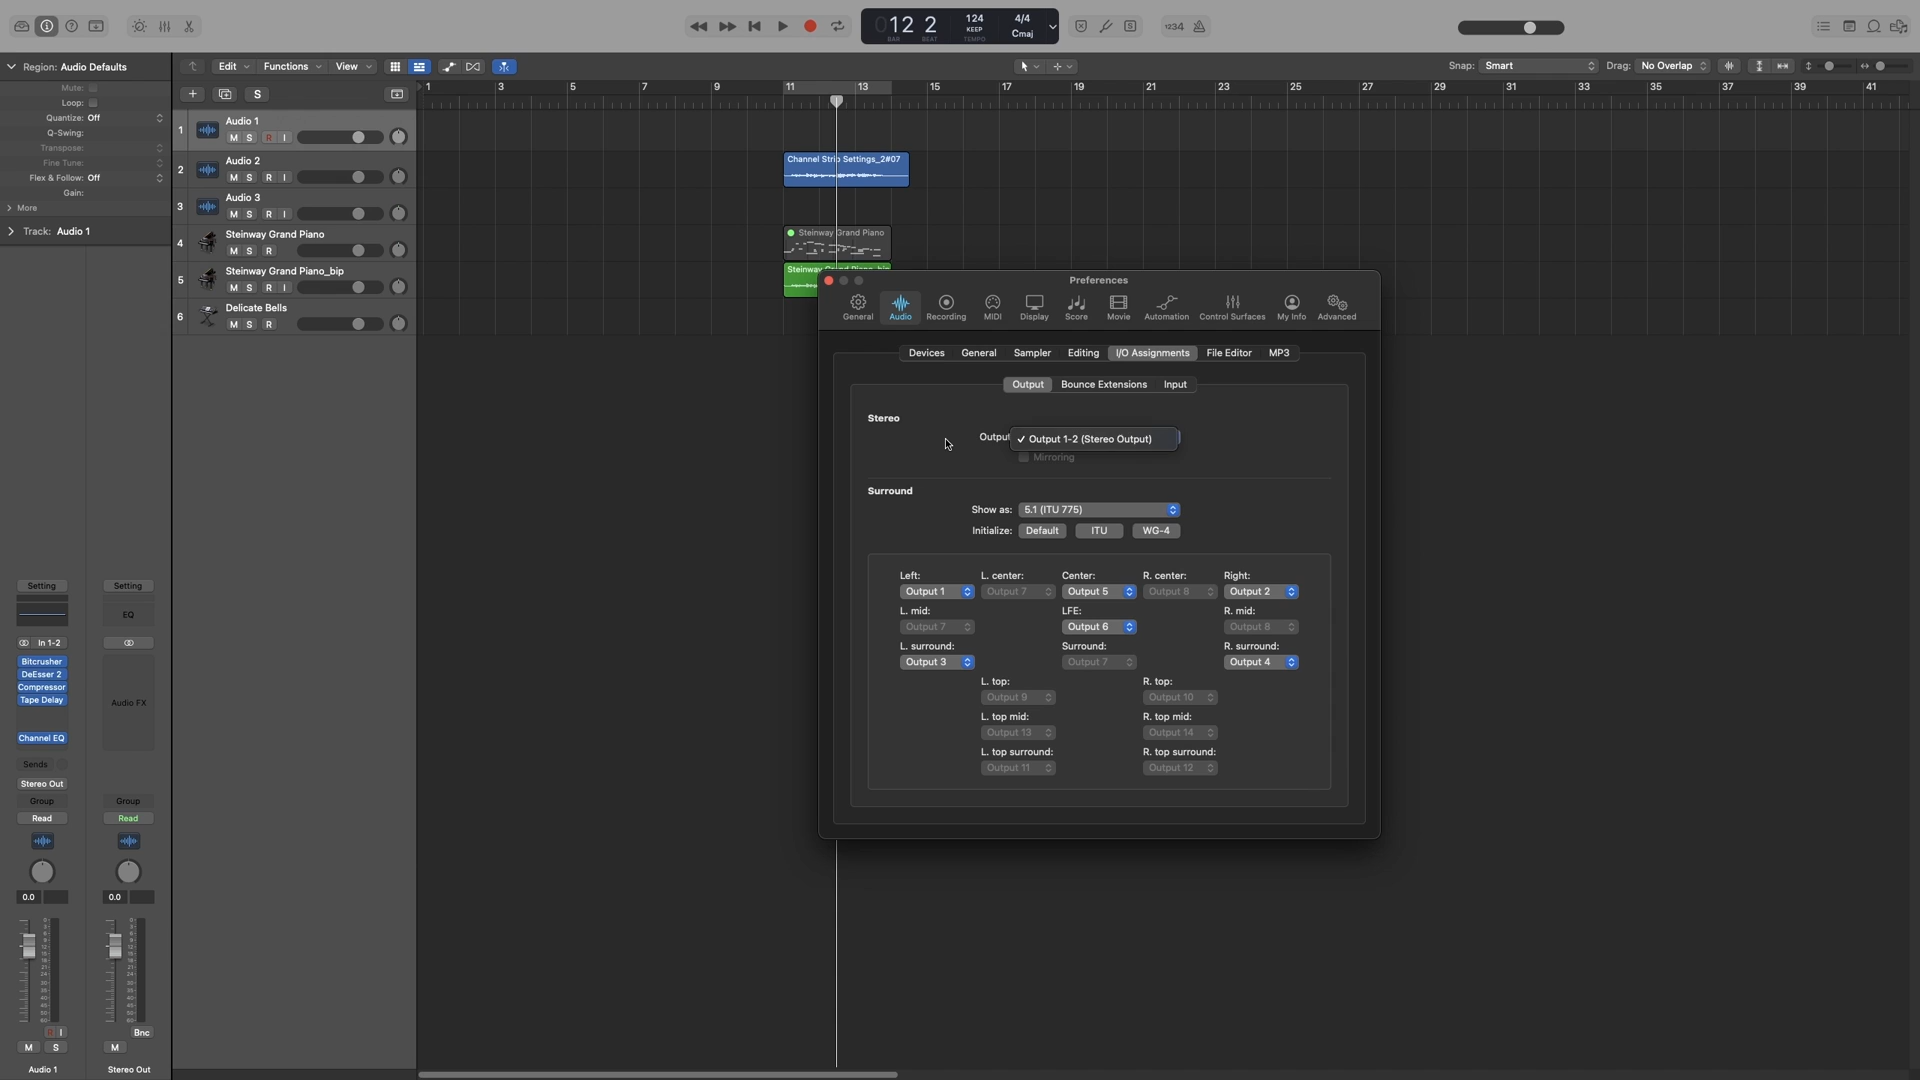 12 2
BAR BEAT
124
KEEP
TEMPO
4/4
Cmaj
1234
Region: Audio Defaults
Mute:
Loop:
Quantize: Off
Q-Swing:
Transpose:
Fine Tune:
Flex & Follow: Off
Gain:
More
Track: Audio 1
Edit
Functions
View
Snap: Smart
Drag: No Overlap
S
1 3 5 7 9 11 13 15 17 19 21 23 25 27 29 31 33 35 37 39 41
1
Audio 1
M S R I
2
Audio 2
M S R I
3
Audio 3
M S R I
4
Steinway Grand Piano
M S R
5
Steinway Grand Piano_bip
M S R I
6
Delicate Bells
M S R
Channel Strip Settings_2#07
Steinway Grand Piano
Steinway Grand Piano_bip
Preferences
General
Audio
Recording
MIDI
Display
Score
Movie
Automation
Control Surfaces
My Info
Advanced
Devices
General
Sampler
Editing
I/O Assignments
File Editor
MP3
Output
Bounce Extensions
Input
Stereo
Output
✓ Output 1-2 (Stereo Output)
Mirroring
Surround
Show as: 5.1 (ITU 775)
Initialize: Default ITU WG-4
Left: L. center: Center: R. center: Right:
Output 1 Output 7 Output 5 Output 8 Output 2
L. mid: LFE: R. mid:
Output 7 Output 6 Output 8
L. surround: Surround: R. surround:
Output 3 Output 7 Output 4
L. top: R. top:
Output 9 Output 10
L. top mid: R. top mid:
Output 13 Output 14
L. top surround: R. top surround:
Output 11 Output 12
Setting
In 1-2
Bitcrusher
DeEsser 2
Compressor
Tape Delay
Channel EQ
Sends
Stereo Out
Group
Read
0.0
R I
M S
Audio 1
Setting
EQ
Audio FX
Group
Read
0.0
Bnc
M
Stereo Out